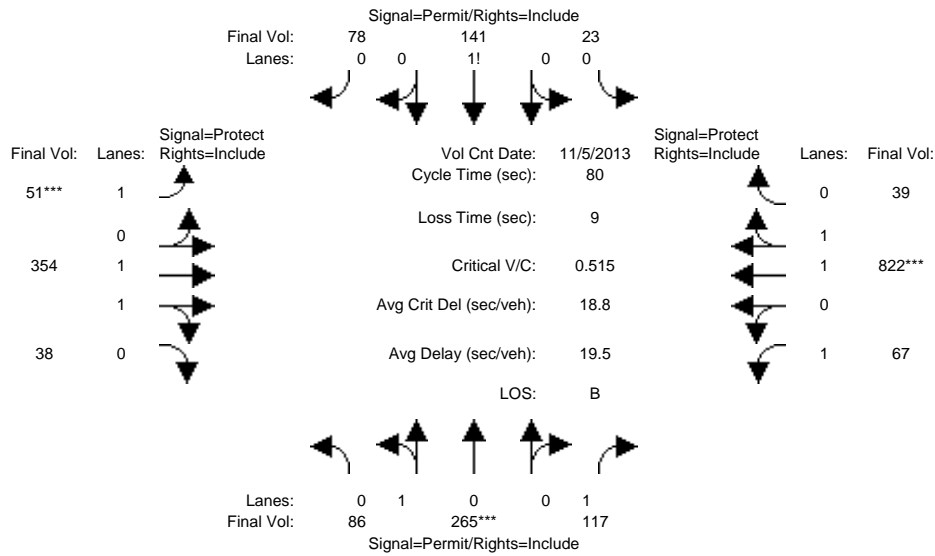 Signal=Permit/Rights=Include
Final Vol: 78 141 23
Lanes: 0 0 1! 0 0
Signal=Protect Signal=Protect
Final Vol: Lanes: Rights=Include Vol Cnt Date: 11/5/2013 Rights=Include Lanes: Final Vol:
Cycle Time (sec): 80
51*** 1 0 39
Loss Time (sec): 9
0 1
354 1 Critical V/C: 0.515 1 822***
1 Avg Crit Del (sec/veh): 18.8 0
38 0 Avg Delay (sec/veh): 19.5 1 67
LOS: B
Lanes: 0 1 0 0 1
Final Vol: 86 265*** 117
Signal=Permit/Rights=Include